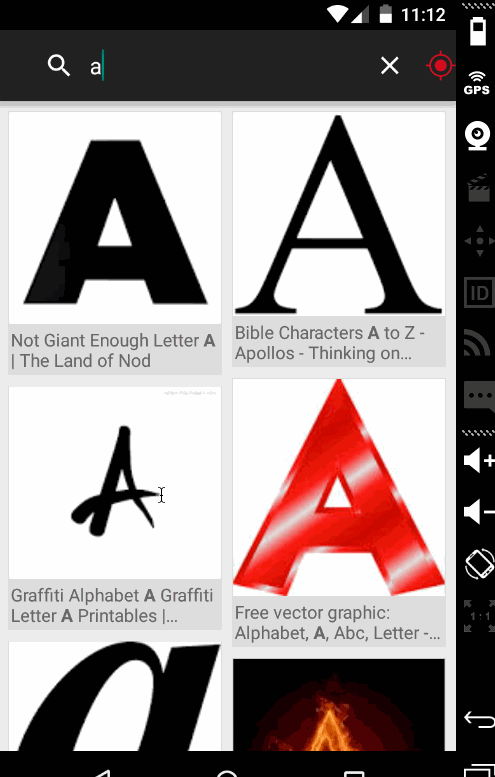 11:12
a
GPS
A
A
Not Giant Enough Letter A
| The Land of Nod
Bible Characters A to Z -
Apollos - Thinking on...
ID
A
A
Graffiti Alphabet A Graffiti
Letter A Printables |...
Free vector graphic:
Alphabet, A, Abc, Letter -...
1:1
a
A